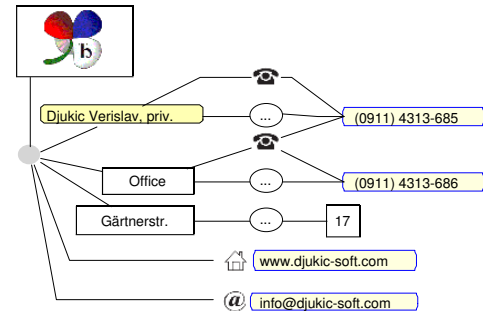 b
Djukic Verislav, priv.
...
(0911) 4313-685
Office
...
(0911) 4313-686
Gärtnerstr.
...
17
www.djukic-soft.com
@
info@djukic-soft.com